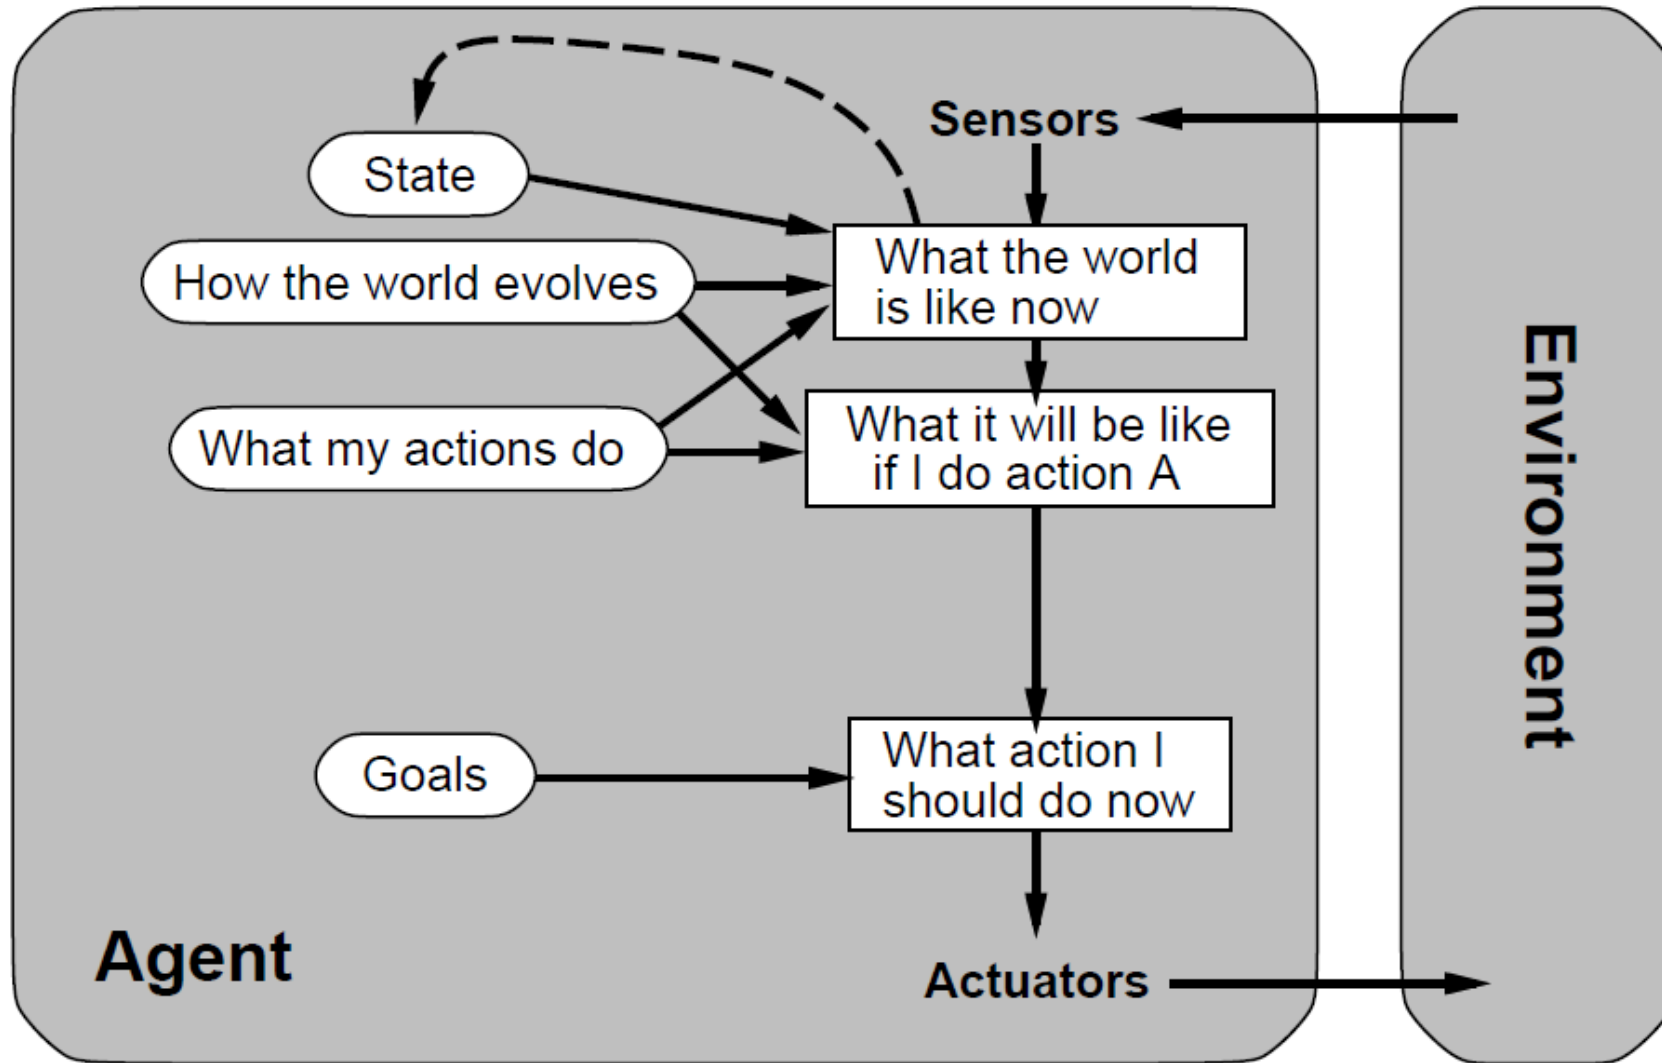 Sensors
State
What the world
is like now
How the world evolves
What my actions do
What it will be like
if I do action A
Environment
Goals
What action I
should do now
Agent
Actuators